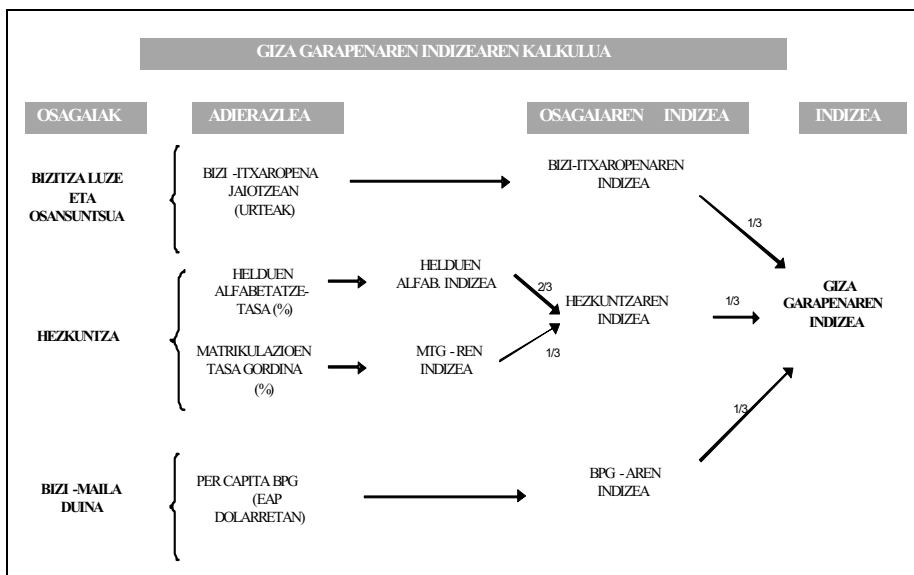 GIZA GARAPENAREN INDIZEAREN KALKULUA
OSAGAIAK
ADIERAZLEA
OSAGAIAREN INDIZEA
INDIZEA
BIZITZA LUZE
ETA
OSANSUNTSUA
BIZI -ITXAROPENA
JAIOTZEAN
(URTEAK)
BIZI-ITXAROPENAREN
INDIZEA
1/3
HEZKUNTZA
HELDUEN
ALFABETATZE-
TASA (%)
HELDUEN
ALFAB. INDIZEA
2/3
MATRIKULAZIOEN
TASA GORDINA
(%)
MTG - REN
INDIZEA
1/3
HEZKUNTZAREN
INDIZEA
1/3
GIZA
GARAPENAREN
INDIZEA
BIZI -MAILA
DUINA
PER CAPITA BPG
(EAP
DOLARRETAN)
BPG - AREN
INDIZEA
1/3